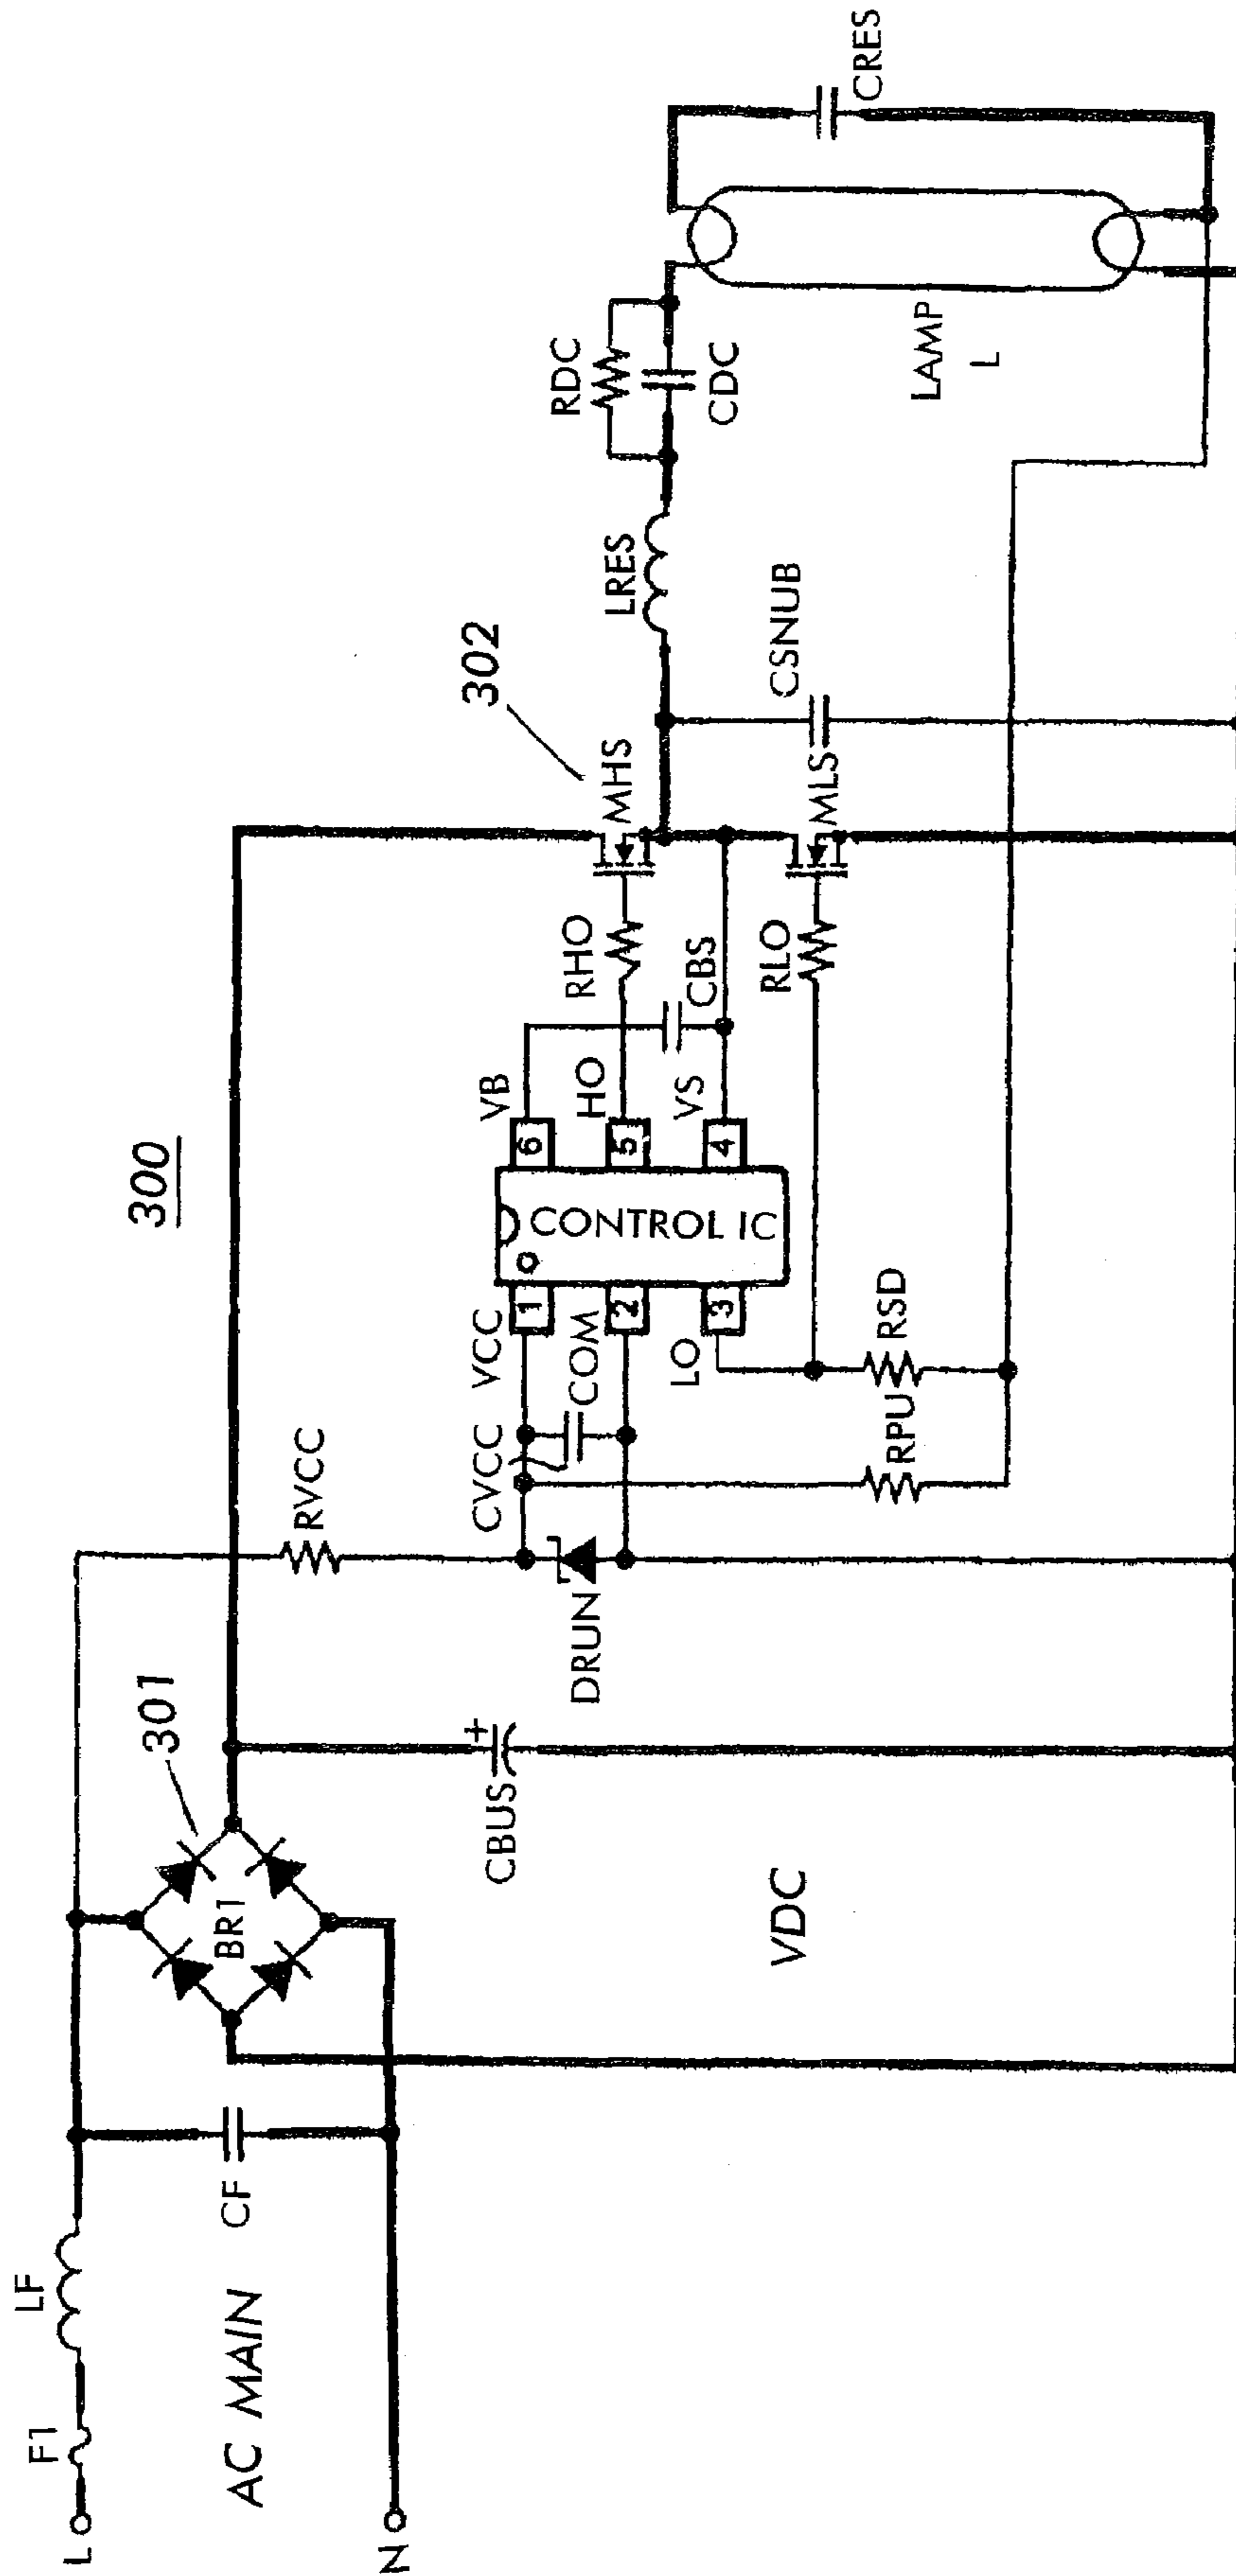 300
L
F1
LF
AC MAIN
CF
N
BR1
301
CBUS
+
VDC
RVCC
DRUN
CVCC
VCC
COM
LO
1
2
3
CONTROL IC
6
5
4
VB
HO
VS
RPU
RSD
CBS
RHO
RLO
MHS
302
MLS
CSNUB
LRES
RDC
CDC
LAMP
L
CRES